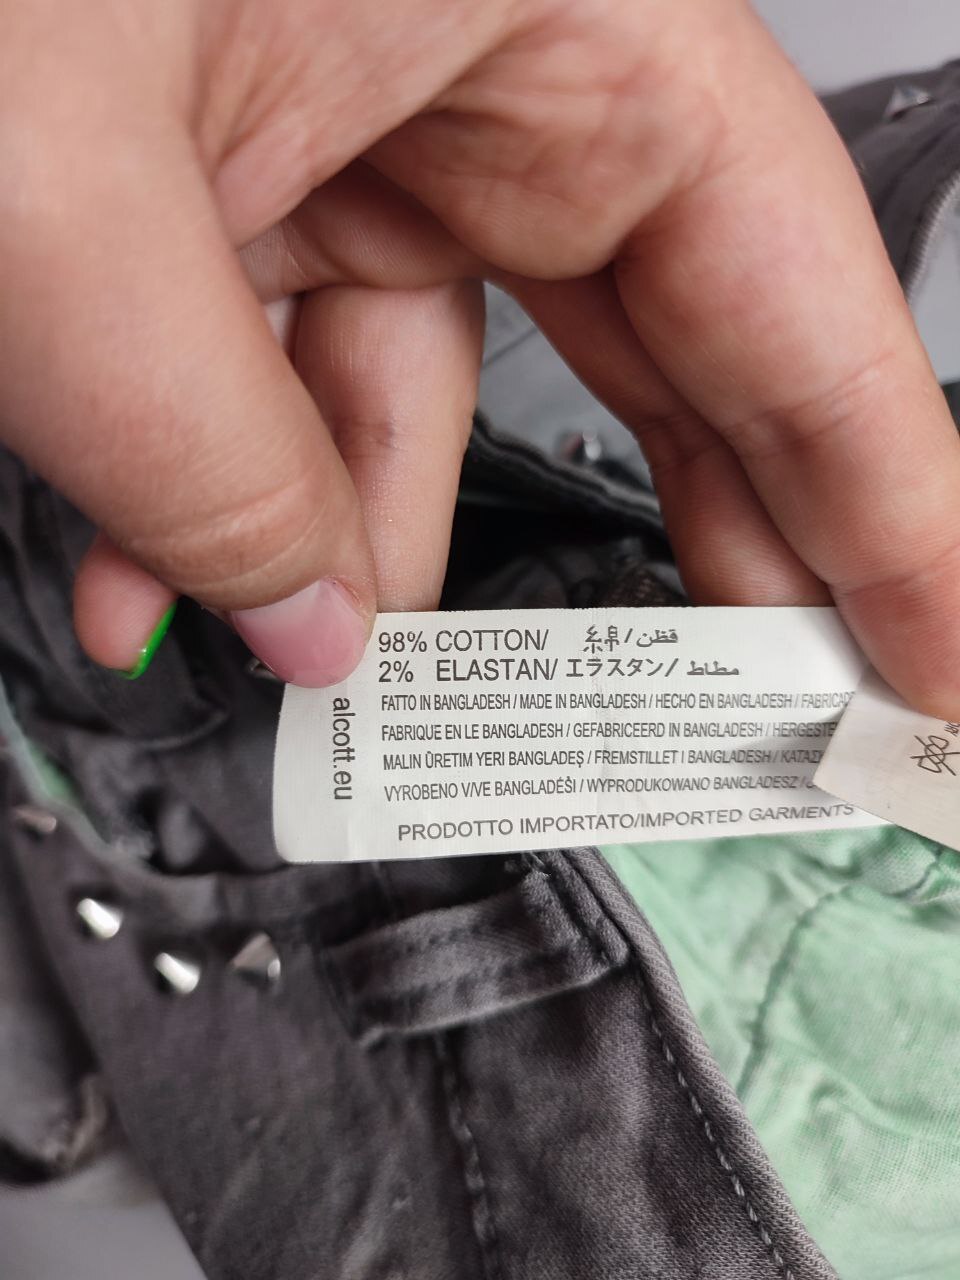 98% COTTON/ 綿/قطن
2% ELASTAN/エラスタン/مطاط
FATTO IN BANGLADESH / MADE IN BANGLADESH / HECHO EN BANGLADESH /
FABRIQUE EN LE BANGLADESH / GEFABRICEERD IN BANGLADESH /
MALIN ÜRETIM YERI BANGLADEŞ / FREMSTILLET I BANGLADESH /
VYROBENO V/VE BANGLADÉŠI / WYPRODUKOWANO BANGLADESZ /
PRODOTTO IMPORTATO/IMPORTED GARMENTS
alcott.eu